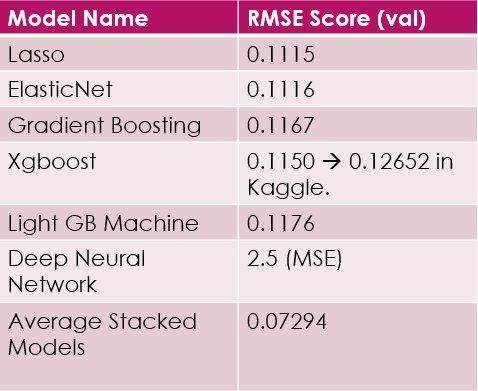 Model Name RMSE Score (val)
Lasso 0.1115
ElasticNet 0.1116
Gradient Boosting 0.1167
Xgboost 0.1150 → 0.12652 in
Kaggle.
Light GB Machine 0.1176
Deep Neural 2.5 (MSE)
Network
Average Stacked 0.07294
Models